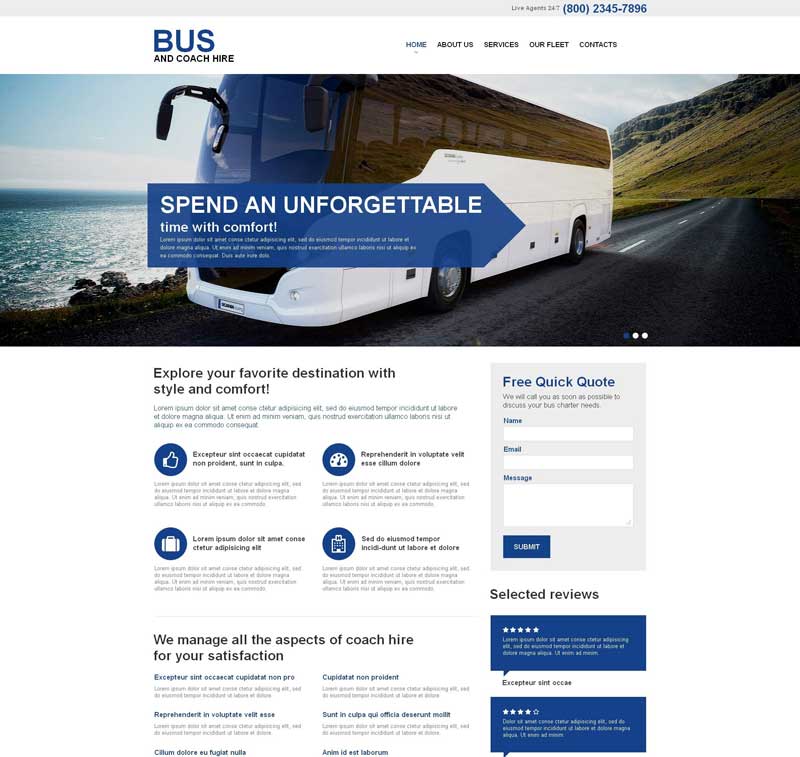 Live Agents 24/7 (800) 2345-7896
BUS
AND COACH HIRE
HOME ABOUT US SERVICES OUR FLEET CONTACTS
SPEND AN UNFORGETTABLE
time with comfort!
Lorem ipsum dolor sit amet conse ctetur adipisicing elit, sed do eiusmod tempor incididunt ut labore et
dolore magna aliqua. Ut enim ad minim veniam, quis nostrud exercitation ullamco laboris nisi ut aliquip ex
ea commodo consequat. Duis aute irure dolo.
Explore your favorite destination with
style and comfort!
Lorem ipsum dolor sit amet conse ctetur adipisicing elit, sed do eiusmod tempor incididunt ut labore
et dolore magna aliqua. Ut enim ad minim veniam, quis nostrud exercitation ullamco laboris nisi ut
aliquip ex ea commodo consequat.
Excepteur sint occaecat cupidatat
non proident, sunt in culpa.
Lorem ipsum dolor sit amet conse ctetur adipisicing elit, sed
do eiusmod tempor incididunt ut labore et dolore magna
aliqua. Ut enim ad minim veniam, quis nostrud exercitation
ullamco laboris nisi ut aliquip ex ea commodo.
Reprehenderit in voluptate velit
esse cillum dolore
Lorem ipsum dolor sit amet conse ctetur adipisicing elit, sed
do eiusmod tempor incididunt ut labore et dolore magna
aliqua. Ut enim ad minim veniam, quis nostrud exercitation
ullamco laboris nisi ut aliquip ex ea commodo.
Lorem ipsum dolor sit amet conse
ctetur adipisicing elit
Lorem ipsum dolor sit amet conse ctetur adipisicing elit, sed
do eiusmod tempor incididunt ut labore et dolore magna
aliqua. Ut enim ad minim veniam, quis nostrud exercitation
ullamco laboris nisi ut aliquip ex ea commodo.
Sed do eiusmod tempor
incidi-dunt ut labore et dolore
Lorem ipsum dolor sit amet conse ctetur adipisicing elit, sed
do eiusmod tempor incididunt ut labore et dolore magna
aliqua. Ut enim ad minim veniam, quis nostrud exercitation
ullamco laboris nisi ut aliquip ex ea commodo.
We manage all the aspects of coach hire
for your satisfaction
Excepteur sint occaecat cupidatat non pro
Lorem ipsum dolor sit amet conse ctetur adipisicing elit, sed
do eiusmod tempor incididunt ut labore et dolore
Cupidatat non proident
Lorem ipsum dolor sit amet conse ctetur adipisicing elit, sed
do eiusmod tempor incididunt ut labore et dolore
Reprehenderit in voluptate velit esse
Lorem ipsum dolor sit amet conse ctetur adipisicing elit, sed
do eiusmod tempor incididunt ut labore et dolore
Sunt in culpa qui officia deserunt mollit
Lorem ipsum dolor sit amet conse ctetur adipisicing elit, sed
do eiusmod tempor incididunt ut labore et dolore
Cillum dolore eu fugiat nulla
Anim id est laborum
Free Quick Quote
We will call you as soon as possible to
discuss your bus charter needs.
Name
Email
Message
SUBMIT
Selected reviews
Lorem ipsum dolor sit amet conse ctetur adipisicing
elit, sed do eiusmod tempor incididunt ut labore et
dolore magna aliqua. Ut enim ad minim.
Excepteur sint occae
Dolor sit amet conse ctetur adipisicing elit, sed do
eiusmod tempor incididunt ut labore et dolore magna
aliqua. Ut enim ad minim